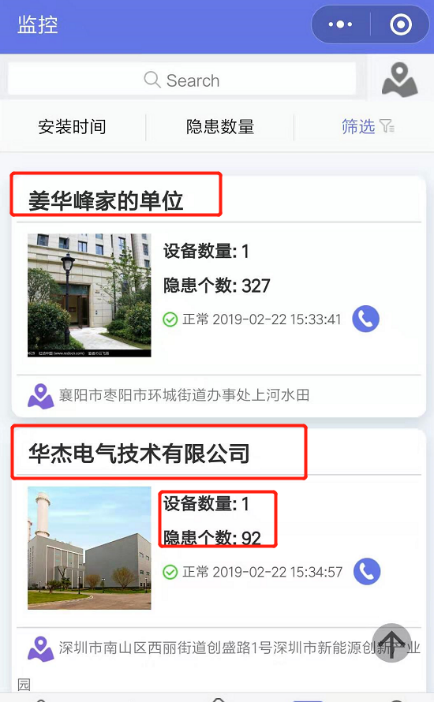 监控
Search
安装时间
隐患数量
筛选
姜华峰家的单位
设备数量: 1
隐患个数: 327
正常 2019-02-22 15:33:41
襄阳市枣阳市环城街道办事处上河水田
华杰电气技术有限公司
设备数量: 1
隐患个数: 92
正常 2019-02-22 15:34:57
深圳市南山区西丽街道创盛路1号深圳市新能源创新产业
园